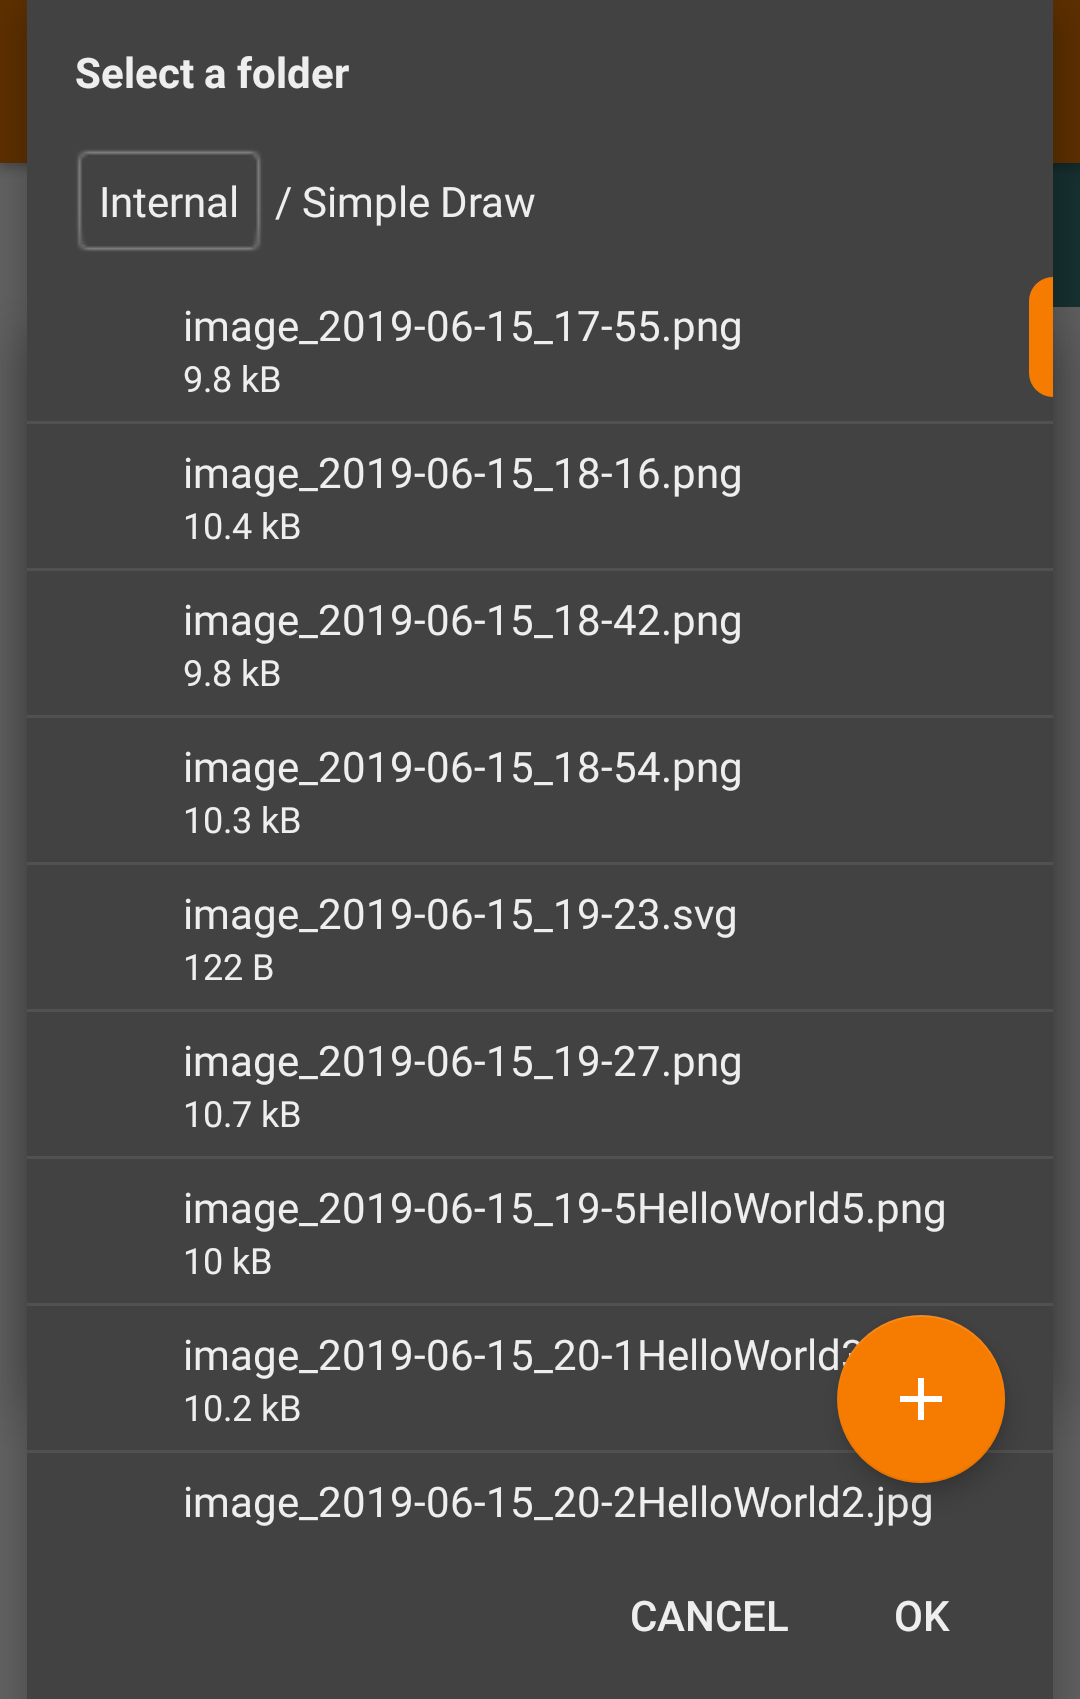 Select a folder
Internal / Simple Draw
image_2019-06-15_17-55.png
9.8 kB
image_2019-06-15_18-16.png
10.4 kB
image_2019-06-15_18-42.png
9.8 kB
image_2019-06-15_18-54.png
10.3 kB
image_2019-06-15_19-23.svg
122 B
image_2019-06-15_19-27.png
10.7 kB
image_2019-06-15_19-5HelloWorld5.png
10 kB
image_2019-06-15_20-1HelloWorld
10.2 kB
image_2019-06-15_20-2HelloWorld2.jpg
CANCEL OK